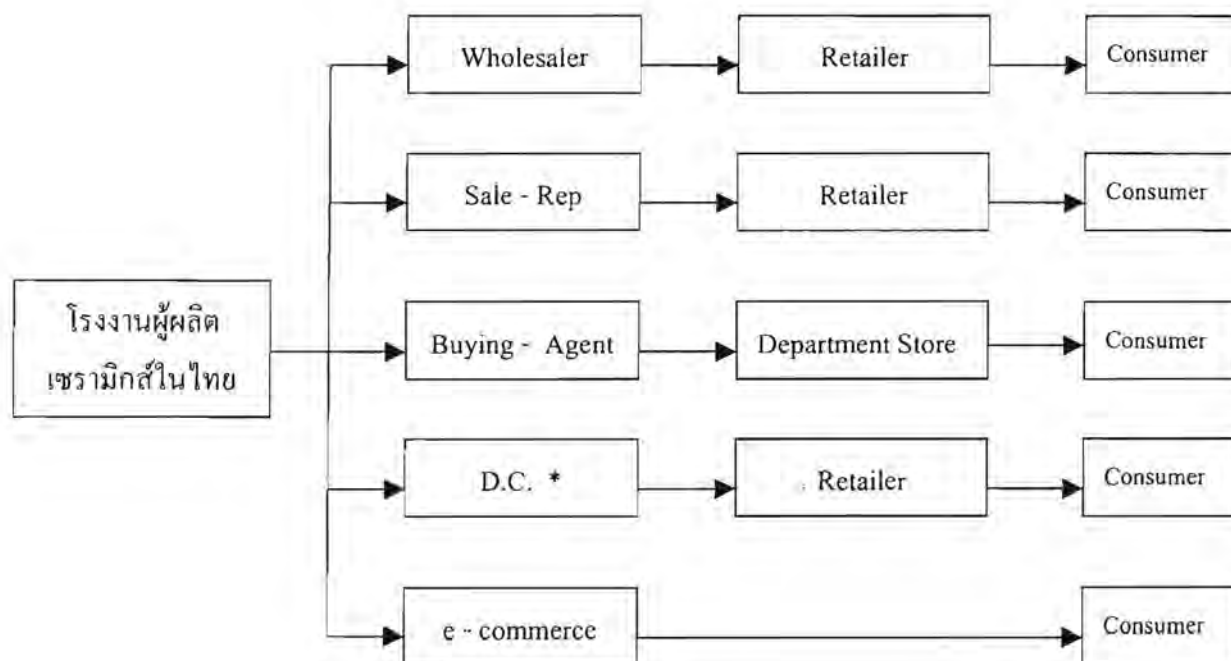 Wholesaler Retailer Consumer
Sale - Rep Retailer Consumer
โรงงานผู้ผลิต
เซรามิกส์ในไทย
Buying - Agent Department Store Consumer
D.C. * Retailer Consumer
e - commerce Consumer